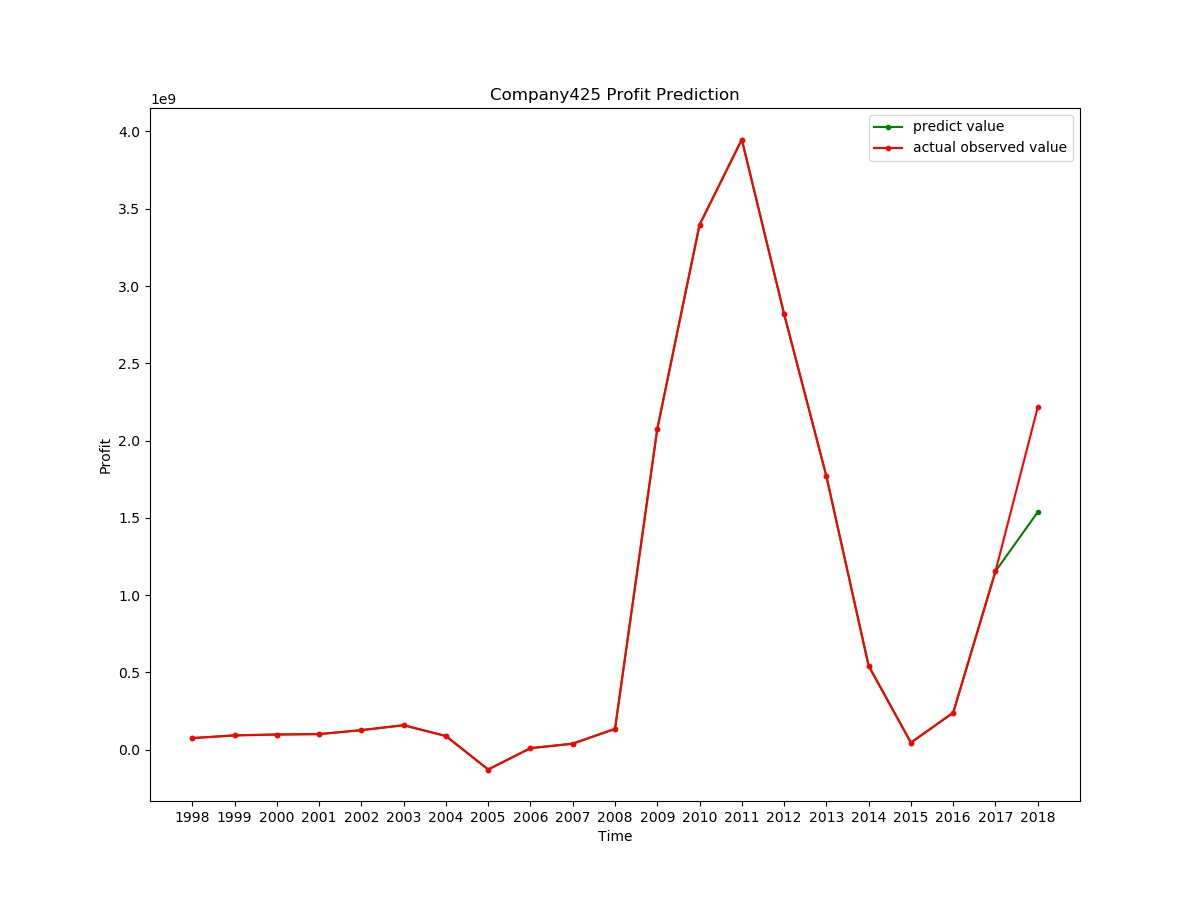 Company425 Profit Prediction
1e9
predict value
actual observed value
4.0
3.5
3.0
2.5
2.0
1.5
1.0
0.5
0.0
Profit
1998 1999 2000 2001 2002 2003 2004 2005 2006 2007 2008 2009 2010 2011 2012 2013 2014 2015 2016 2017 2018
Time